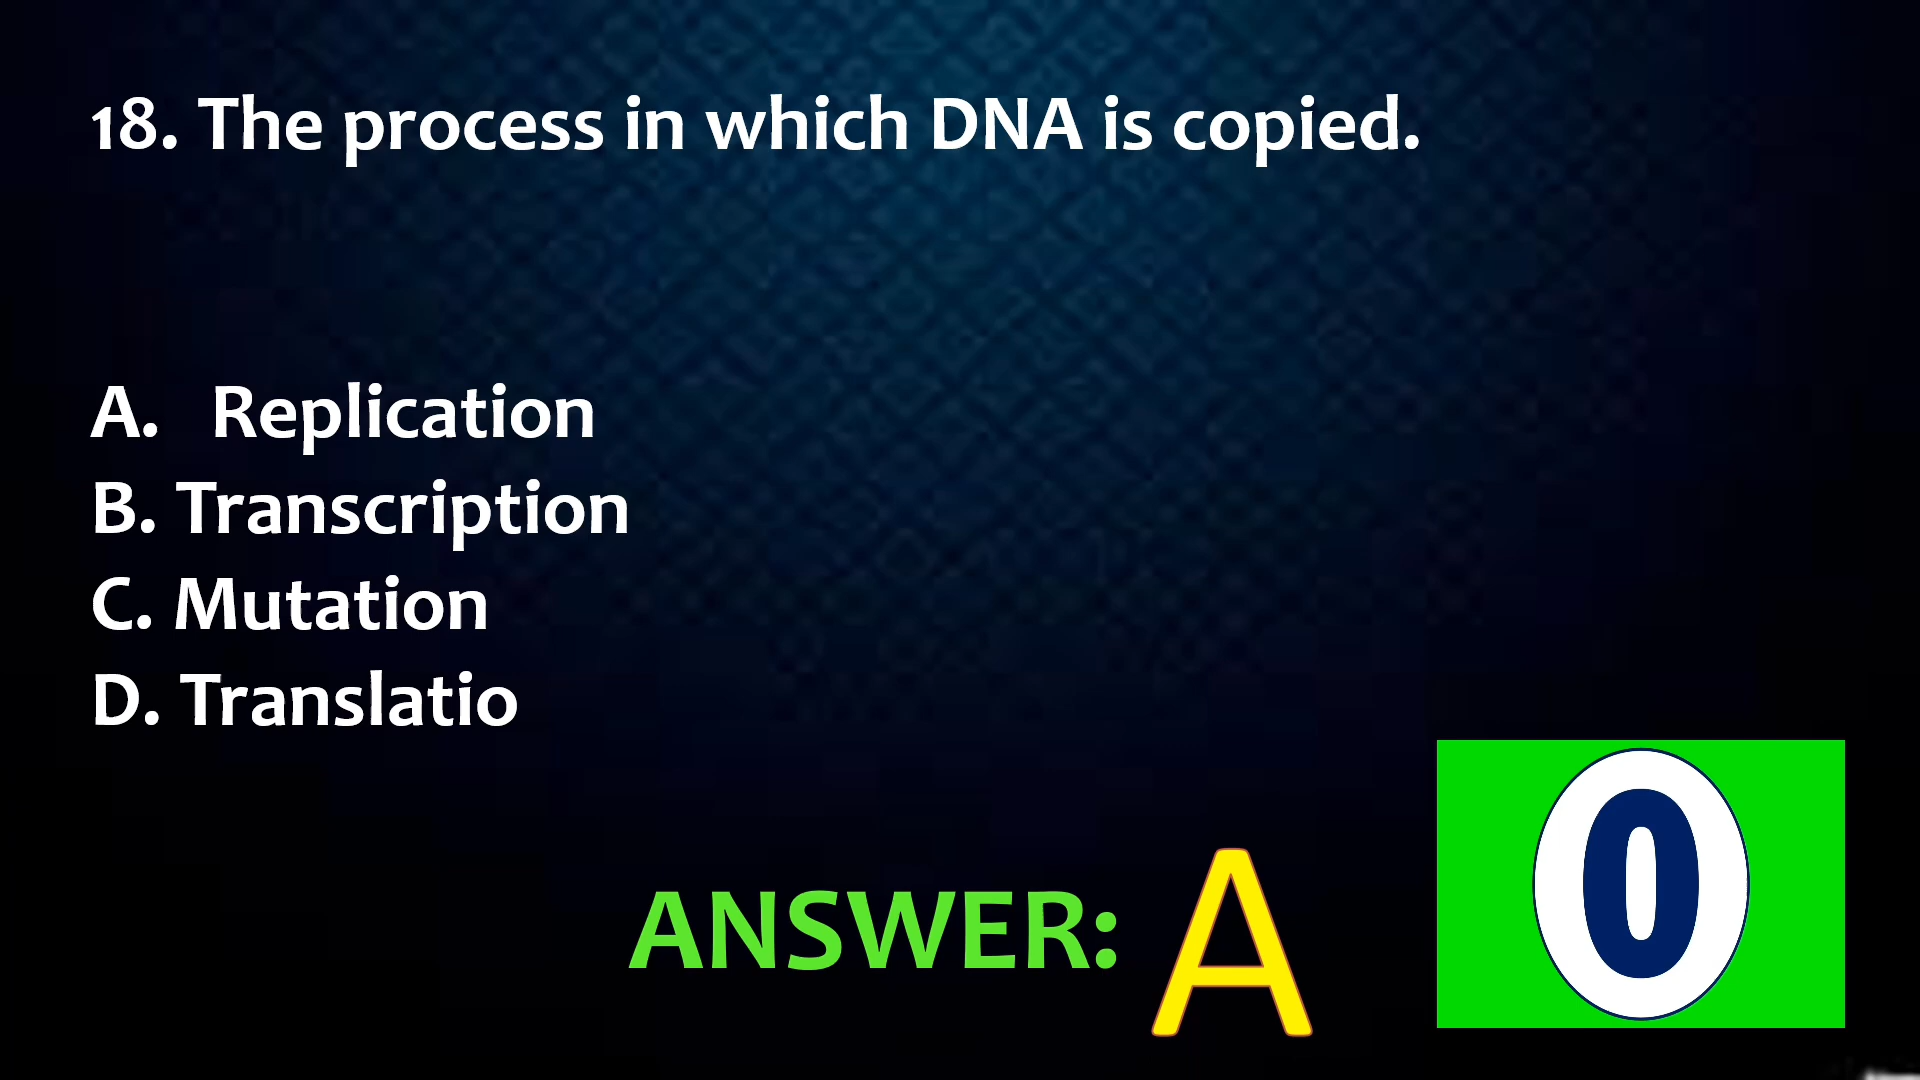 18. The process in which DNA is copied.
A. Replication
B. Transcription
C. Mutation
D. Translatio
ANSWER: A
0